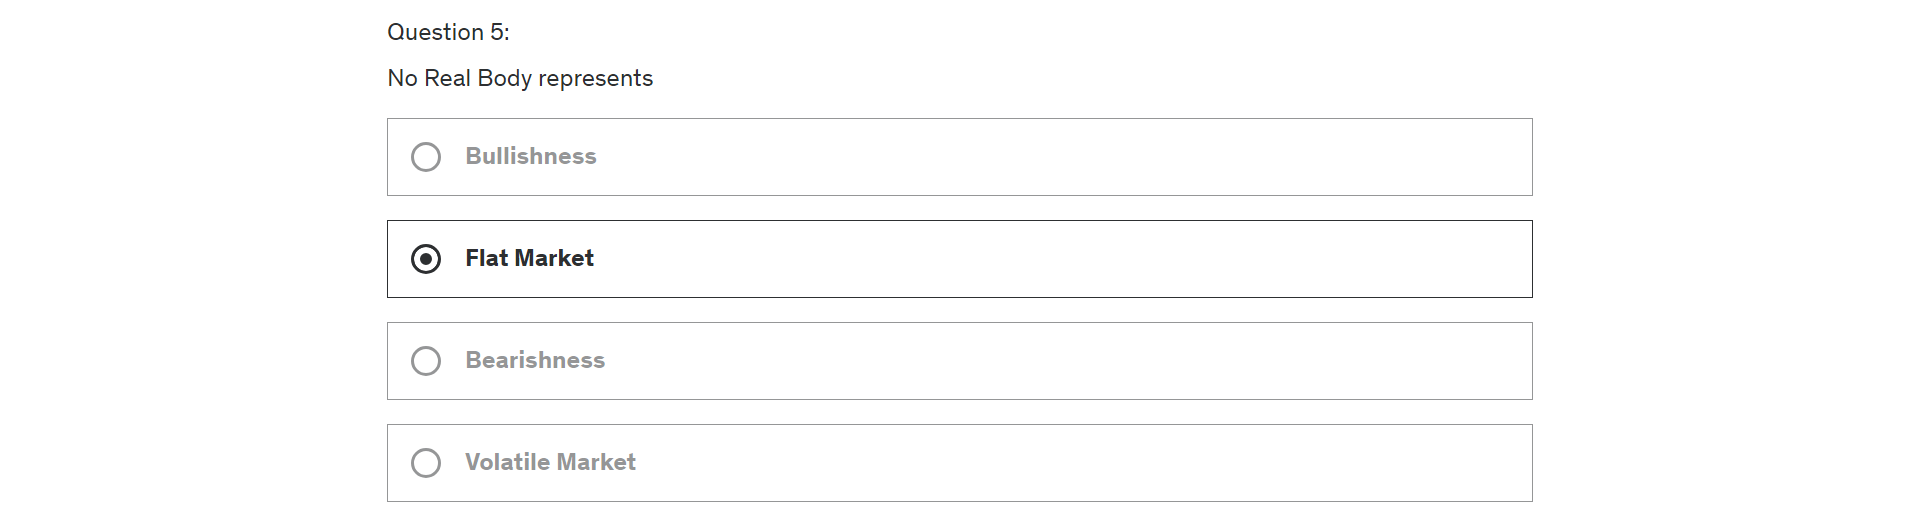 Question 5:
No Real Body represents
Bullishness
Flat Market
Bearishness
Volatile Market